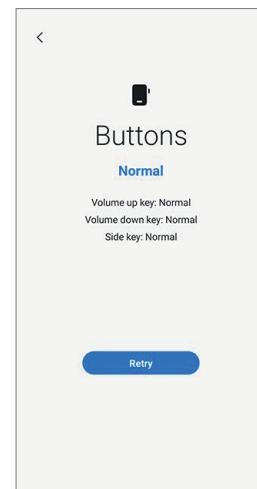 Buttons
Normal
Volume up key: Normal
Volume down key: Normal
Side key: Normal
Retry